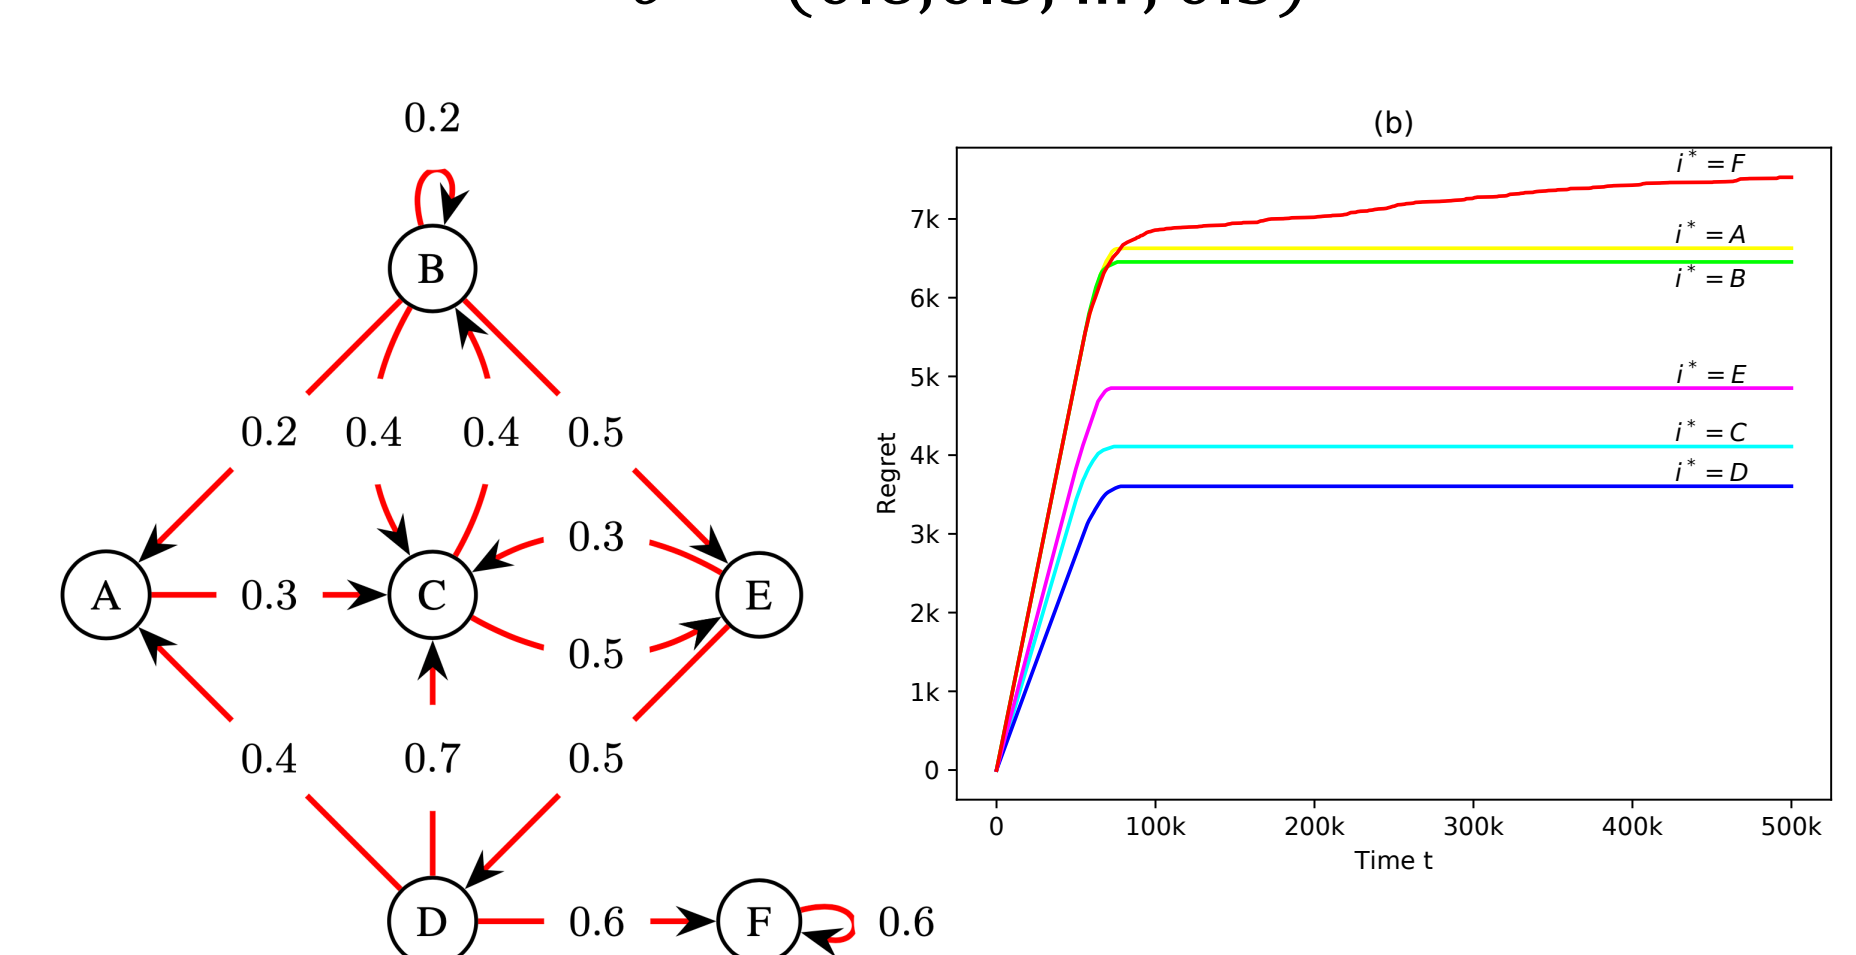 0.2
B
0.2 0.4 0.4 0.5
0.3
A 0.3 C E
0.5
0.4 0.7 0.5
D 0.6 F 0.6
(b)
i* = F
7k
i* = A
6k
i* = B
5k
i* = E
4k
i* = C
i* = D
3k
2k
1k
0
Regret
0 100k 200k 300k 400k 500k
Time t